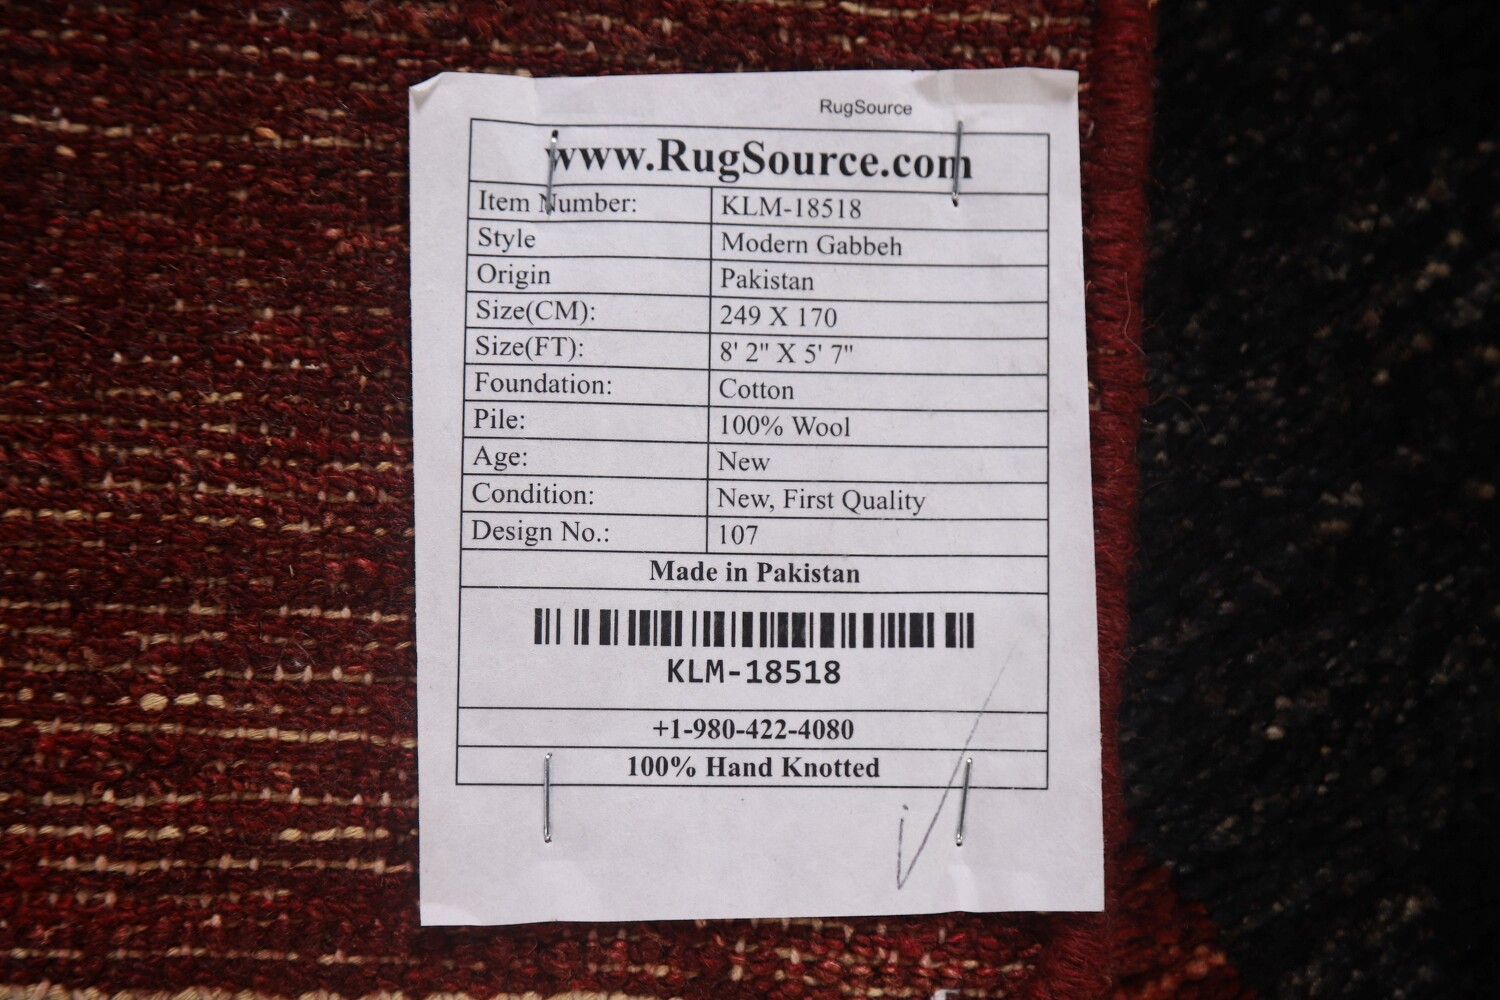 RugSource
www.RugSource.com
Item Number: KLM-18518
Style Modern Gabbeh
Origin Pakistan
Size(CM): 249 X 170
Size(FT): 8' 2" X 5' 7"
Foundation: Cotton
Pile: 100% Wool
Age: New
Condition: New, First Quality
Design No.: 107
Made in Pakistan
KLM-18518
+1-980-422-4080
100% Hand Knotted